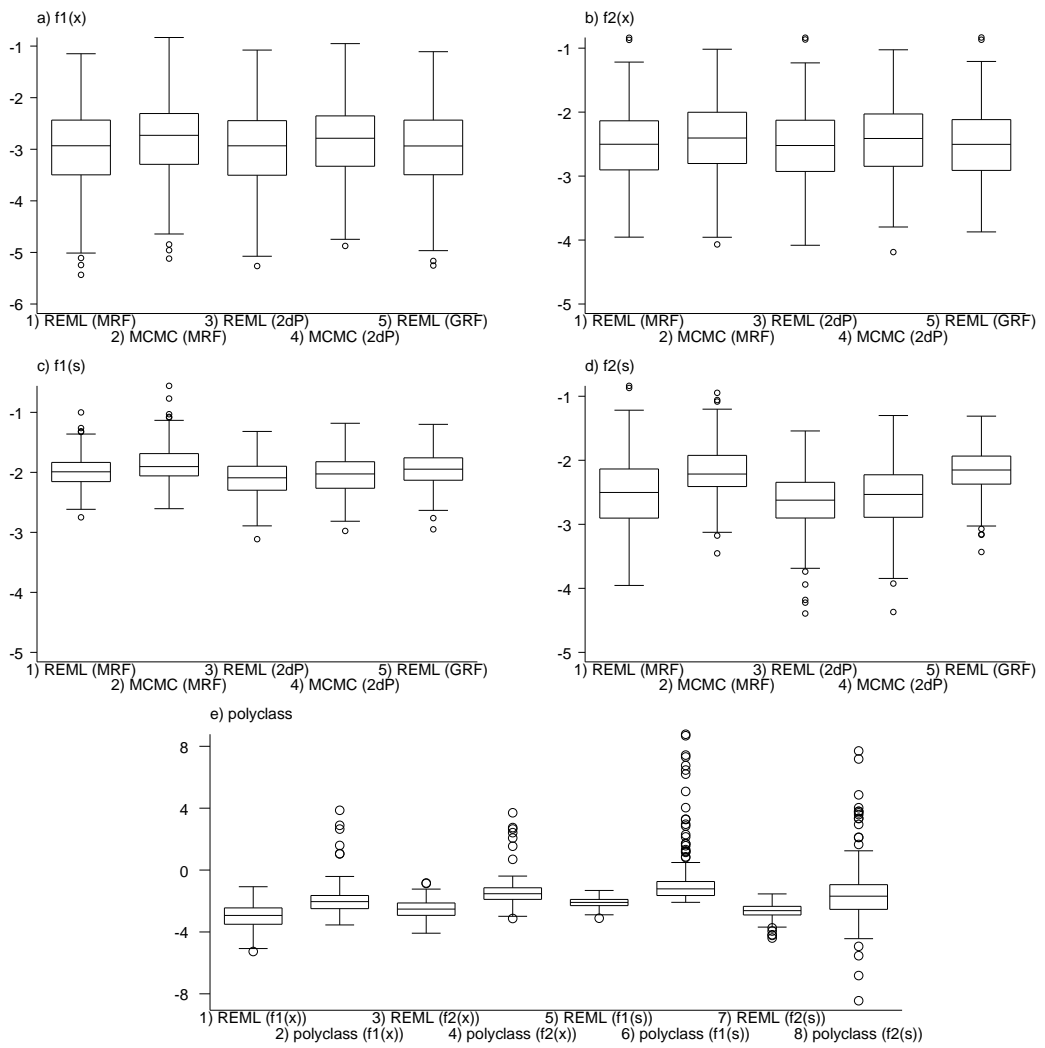 a) f1(x)
-1
-2
-3
-4
-5
-6
1) REML (MRF)
2) MCMC (MRF)
3) REML (2dP)
4) MCMC (2dP)
5) REML (GRF)
b) f2(x)
-1
-2
-3
-4
-5
1) REML (MRF)
2) MCMC (MRF)
3) REML (2dP)
4) MCMC (2dP)
5) REML (GRF)
c) f1(s)
-1
-2
-3
-4
-5
1) REML (MRF)
2) MCMC (MRF)
3) REML (2dP)
4) MCMC (2dP)
5) REML (GRF)
d) f2(s)
-1
-2
-3
-4
-5
1) REML (MRF)
2) MCMC (MRF)
3) REML (2dP)
4) MCMC (2dP)
5) REML (GRF)
e) polyclass
8
4
0
-4
-8
1) REML (f1(x))
2) polyclass (f1(x))
3) REML (f2(x))
4) polyclass (f2(x))
5) REML (f1(s))
6) polyclass (f1(s))
7) REML (f2(s))
8) polyclass (f2(s))